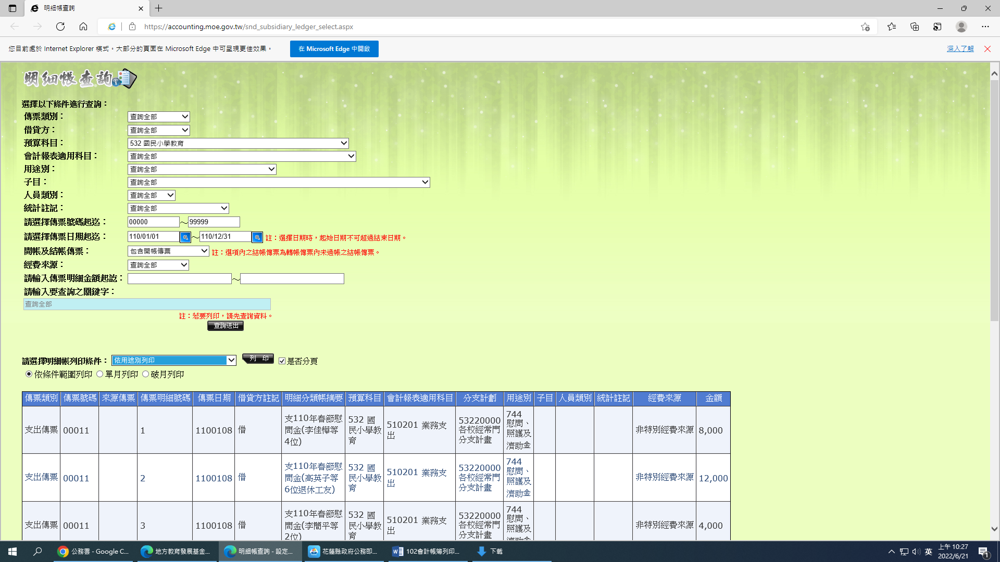 明細帳查詢
https://accounting.moe.gov.tw/snd_subsidiary_ledger_select.aspx
您目前處於 Internet Explorer 模式。大部分的頁面在 Microsoft Edge 中可呈現更佳效果。 在 Microsoft Edge 中開啟 深入了解
明細帳查詢
選擇以下條件進行查詢：
傳票類別： 查詢全部
借貸方： 查詢全部
預算科目： 532 國民小學教育
會計報表適用科目： 查詢全部
用途別： 查詢全部
子目： 查詢全部
人員類別： 查詢全部
統計註記： 查詢全部
請選擇傳票號碼起迄： 00000 ～ 99999
請選擇傳票日期起迄： 110/01/01 ～ 110/12/31 註：選擇日期時，起始日期不可超過結束日期。
開帳及結帳傳票： 包含開帳傳票 註：選項內之結帳傳票為轉帳傳票內未過帳之結帳傳票。
經費來源： 查詢全部
請輸入傳票明細金額起訖： ～
請輸入要查詢之關鍵字：
查詢全部
註：若要列印，請先查詢資料。
查詢送出
請選擇明細帳列印條件： 依用途別列印 列 印 是否分頁
依條件範圍列印 單月列印 破月列印
傳票類別 傳票號碼 來源傳票 傳票明細號碼 傳票日期 借貸方註記 明細分類帳摘要 預算科目 會計報表適用科目 分支計劃 用途別 子目 人員類別 統計註記 經費來源 金額
支出傳票 00011 1 1100108 借 支110年春節慰問金(李佳樺等4位) 532 國民小學教育 510201 業務支出 53220000 各校經常門分支計畫 744 慰問、照護及濟助金 非特別經費來源 8,000
支出傳票 00011 2 1100108 借 支110年春節慰問金(高英子等6位退休工友) 532 國民小學教育 510201 業務支出 53220000 各校經常門分支計畫 744 慰問、照護及濟助金 非特別經費來源 12,000
支出傳票 00011 3 1100108 借 支110年春節慰問金(李簡平等2位) 532 國民小學教育 510201 業務支出 53220000 各校經常門分支計畫 744 慰問、照護及濟助金 非特別經費來源 4,000
公務雲 - Google C... 地方教育發展基金... 明細帳查詢 - 設定... 花蓮縣政府公務即... 102會計帳簿列印... 下載 英 上午 10:27
2022/6/21 1